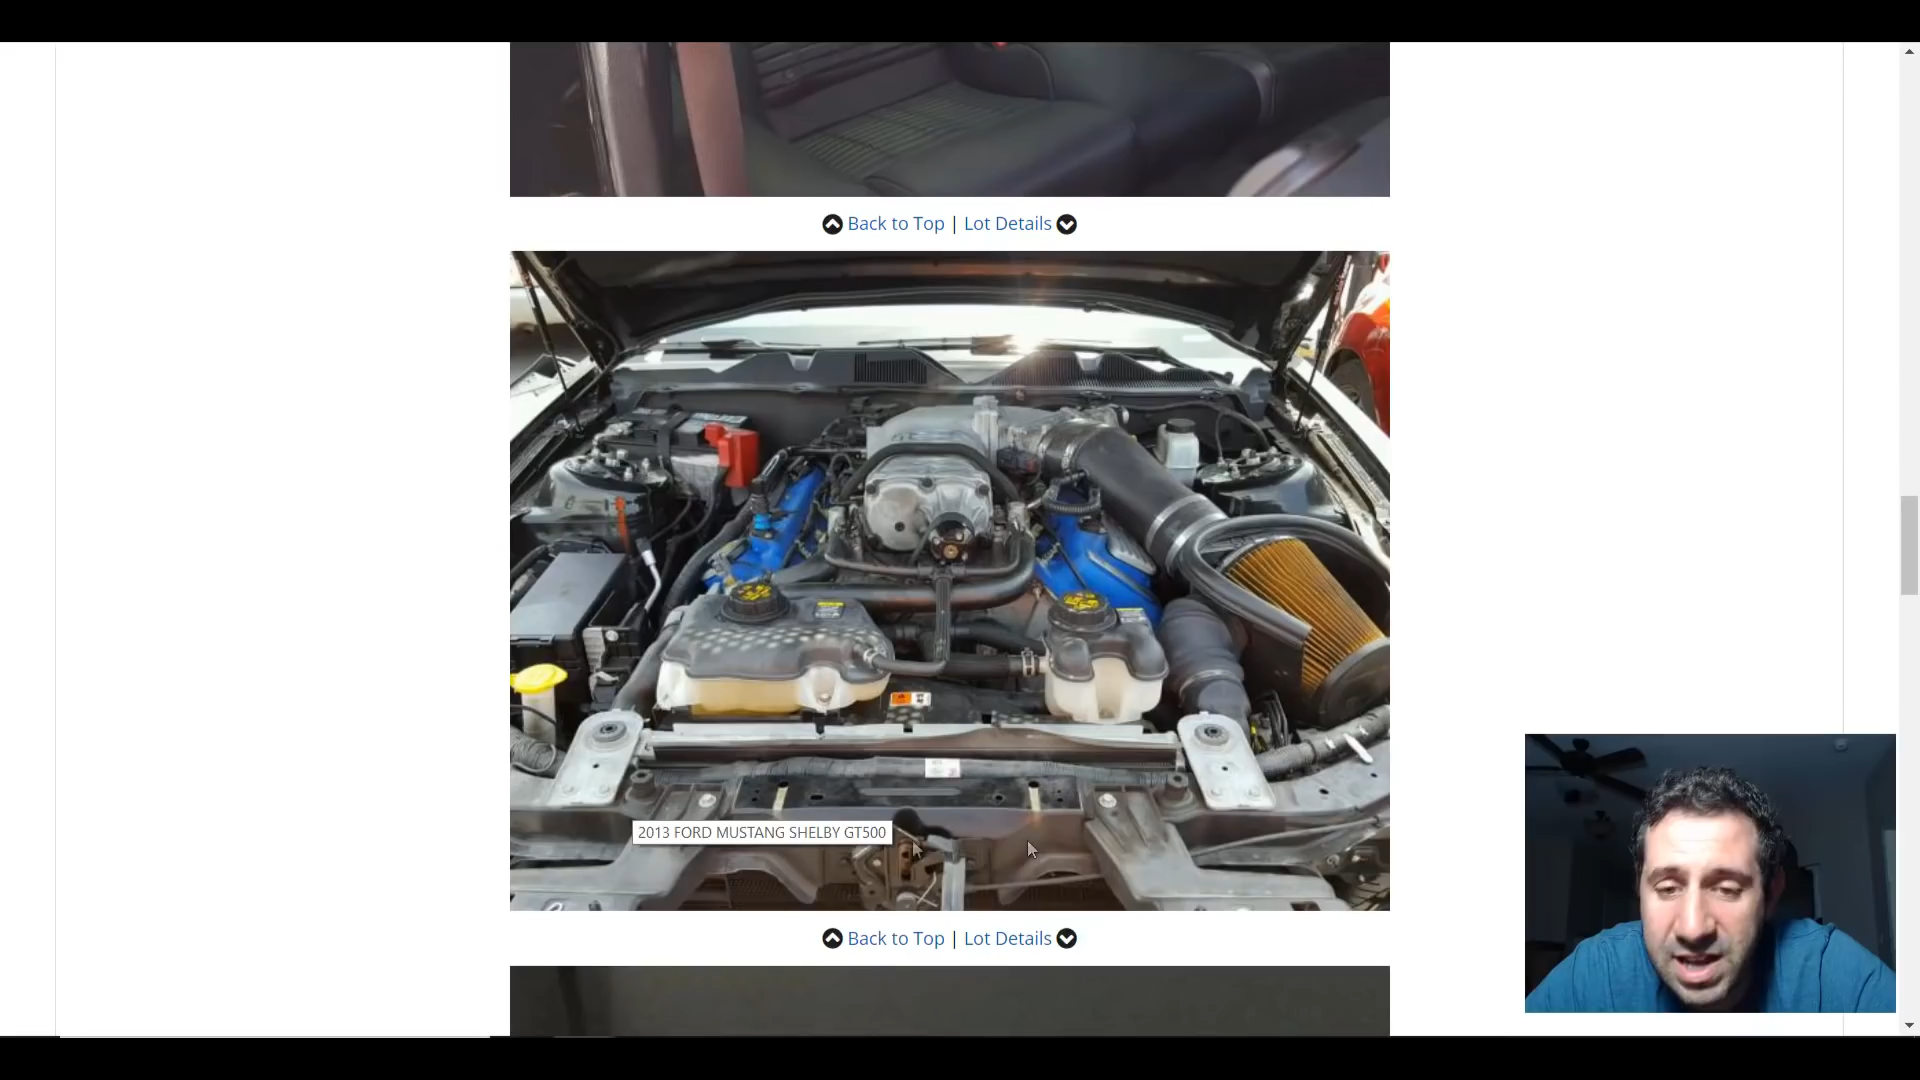 Back to Top | Lot Details
2013 FORD MUSTANG SHELBY GT500
Back to Top | Lot Details